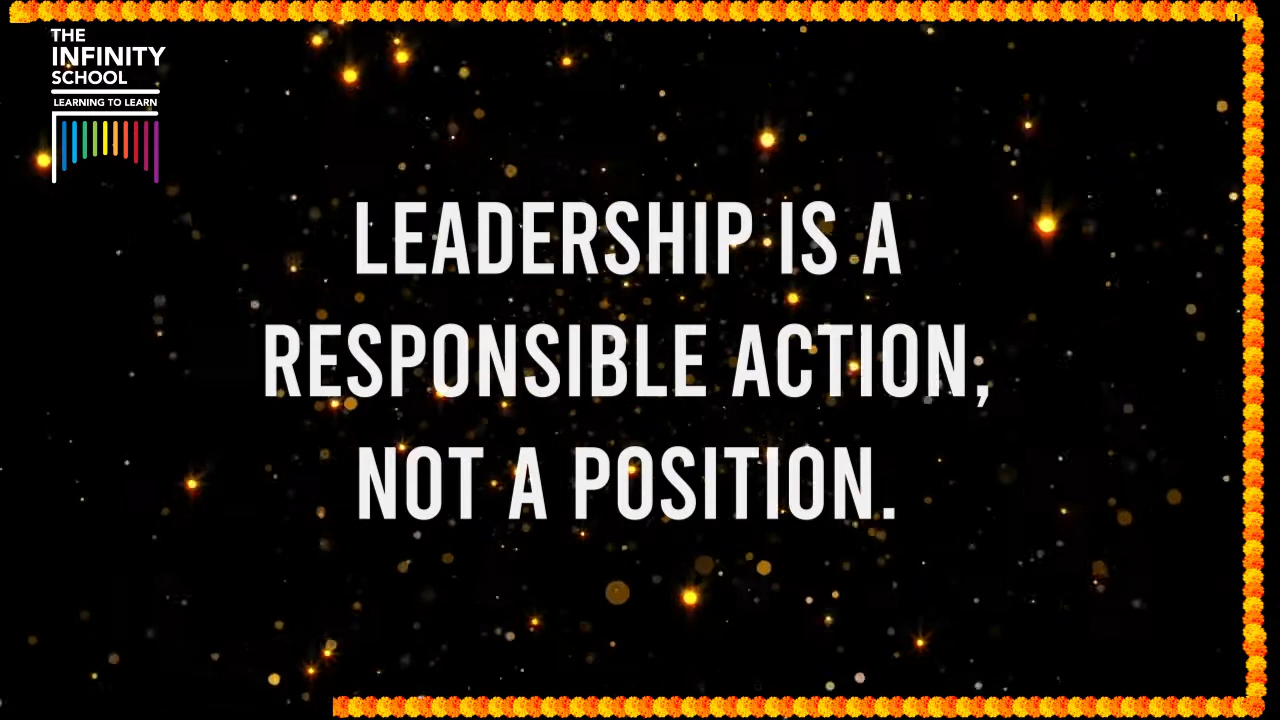 THE
INFINITY
SCHOOL
LEARNING TO LEARN
LEADERSHIP IS A
RESPONSIBLE ACTION,
NOT A POSITION.